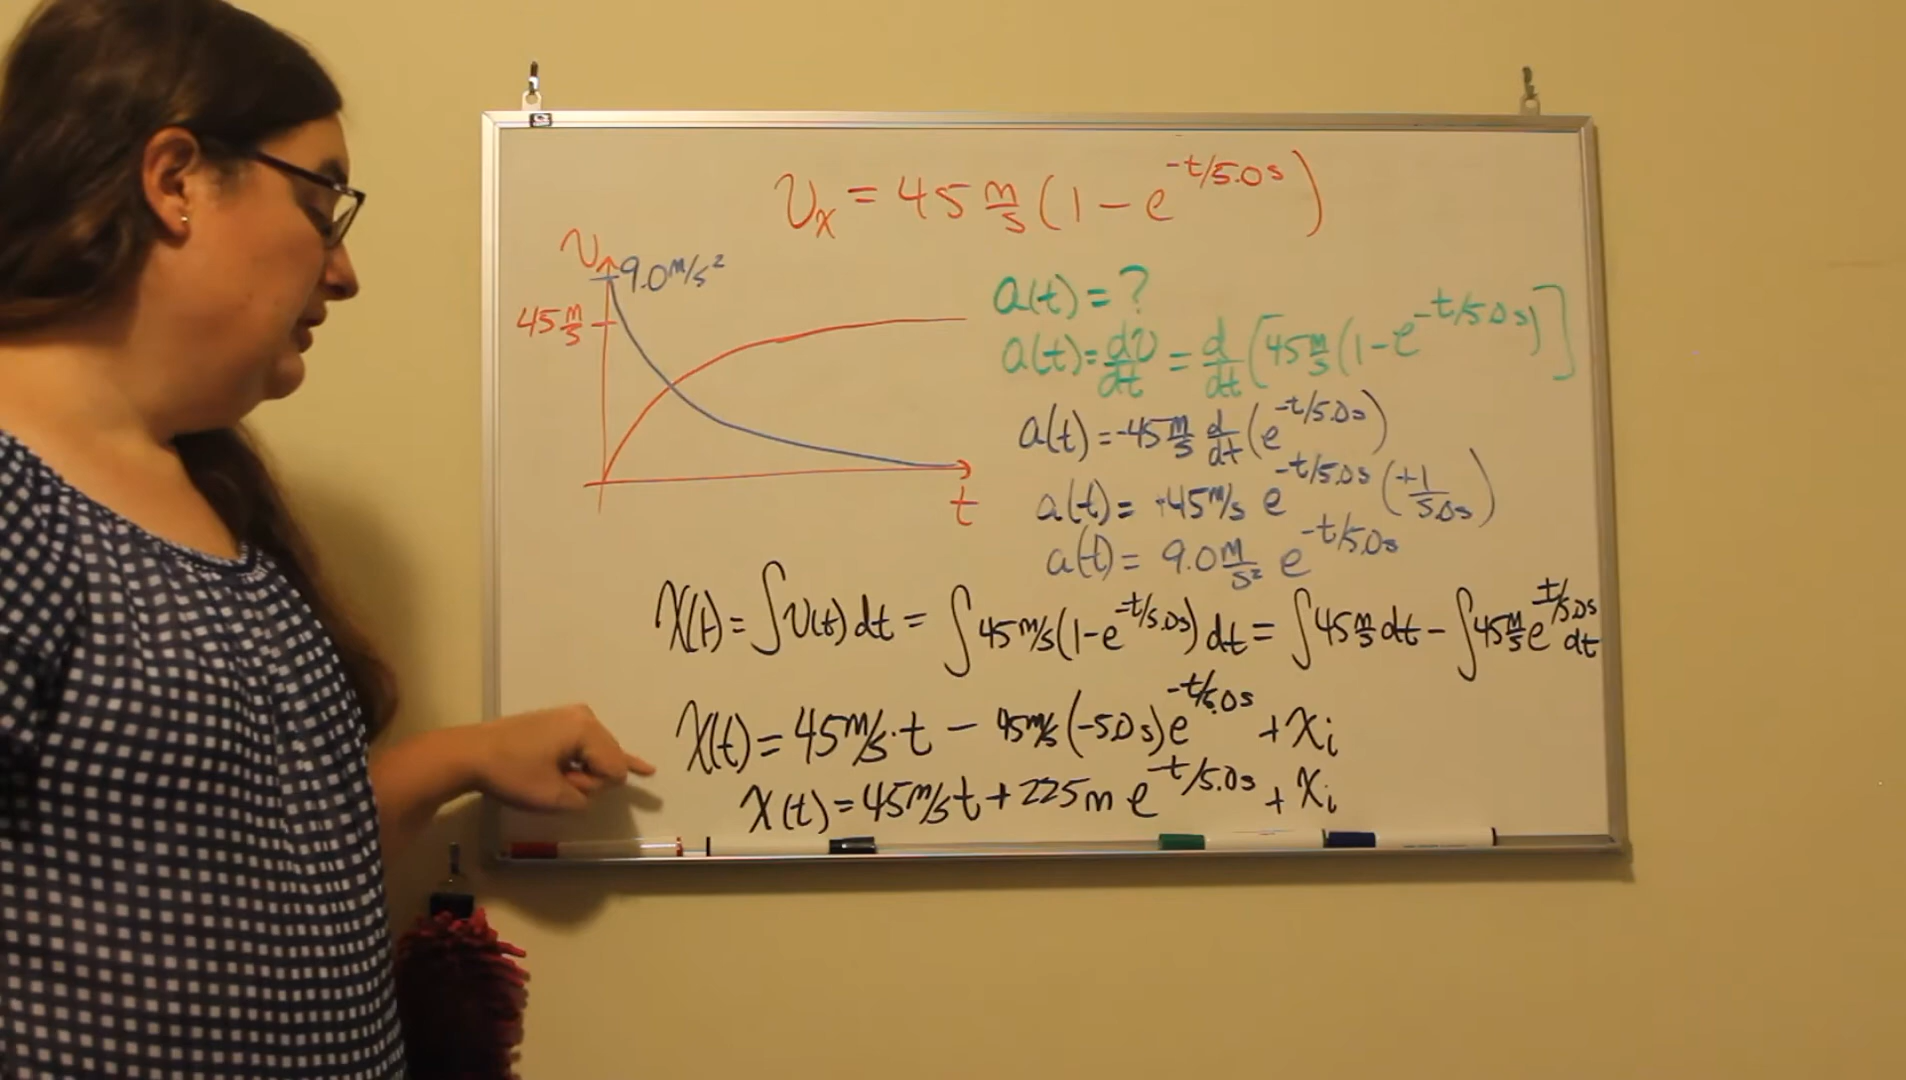 υₓ = 45 m/s (1 - e^(-t/5.0s))
υ
9.0 m/s²
45 m/s
t
a(t) = ?
a(t) = dυ/dt = d/dt [45 m/s (1 - e^(-t/5.0s))]
a(t) = -45 m/s d/dt (e^(-t/5.0s))
a(t) = +45 m/s e^(-t/5.0s) (+1/5.0s)
a(t) = 9.0 m/s² e^(-t/5.0s)
x(t) = ∫υ(t) dt = ∫45 m/s (1 - e^(-t/5.0s)) dt = ∫45 m/s dt - ∫45 m/s e^(-t/5.0s) dt
x(t) = 45 m/s · t - 45 m/s (-5.0s) e^(-t/5.0s) + xᵢ
x(t) = 45 m/s t + 225 m e^(-t/5.0s) + xᵢ